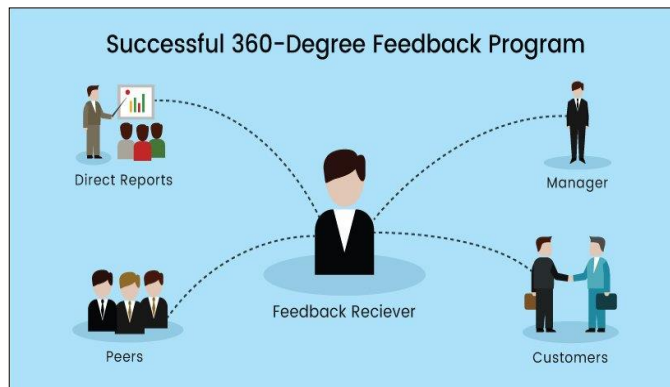 Successful 360-Degree Feedback Program
Direct Reports
Manager
Feedback Reciever
Peers
Customers